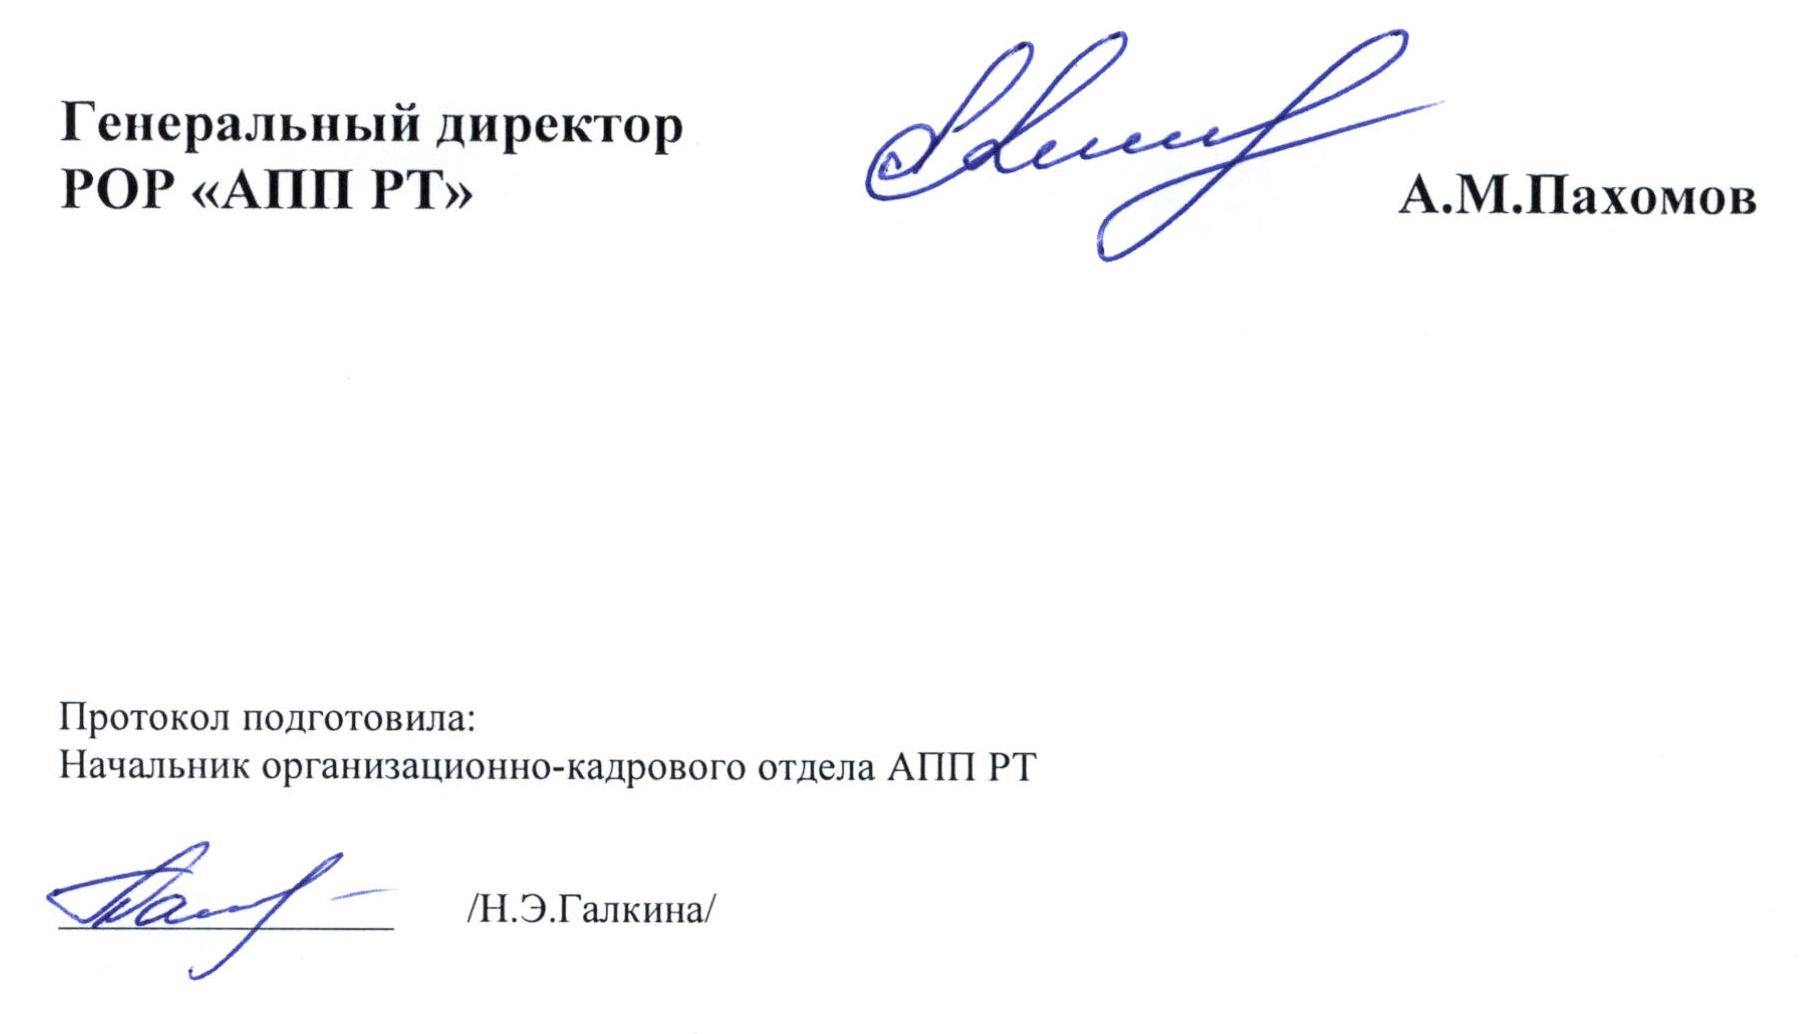 Генеральный директор
РОР «АПП РТ»
А.М.Пахомов
Протокол подготовила:
Начальник организационно-кадрового отдела АПП РТ
/Н.Э.Галкина/